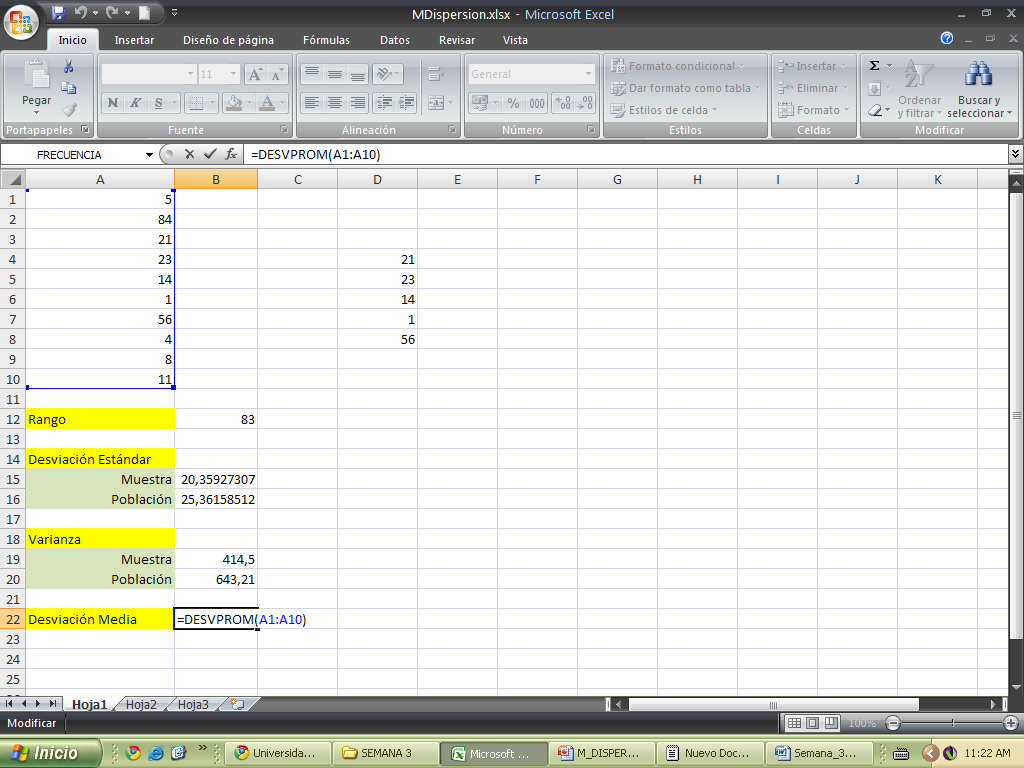 MDispersion.xlsx - Microsoft Excel
Inicio Insertar Diseño de página Fórmulas Datos Revisar Vista
Pegar
Portapapeles
11
N K S
Fuente
Alineación
General
% 000
Número
Formato condicional
Dar formato como tabla
Estilos de celda
Estilos
Insertar
Eliminar
Formato
Celdas
Σ
Ordenar y filtrar
Buscar y seleccionar
Modificar
FRECUENCIA fx =DESVPROM(A1:A10)
A B C D E F G H I J K
1 5
2 84
3 21
4 23 21
5 14 23
6 1 14
7 56 1
8 4 56
9 8
10 11
11
12 Rango 83
13
14 Desviación Estándar
15 Muestra 20,35927307
16 Población 25,36158512
17
18 Varianza
19 Muestra 414,5
20 Población 643,21
21
22 Desviación Media =DESVPROM(A1:A10)
23
24
25
Hoja1 Hoja2 Hoja3
Modificar 100%
Inicio Universida... SEMANA 3 Microsoft ... M_DISPER... Nuevo Doc... Semana_3... 11:22 AM